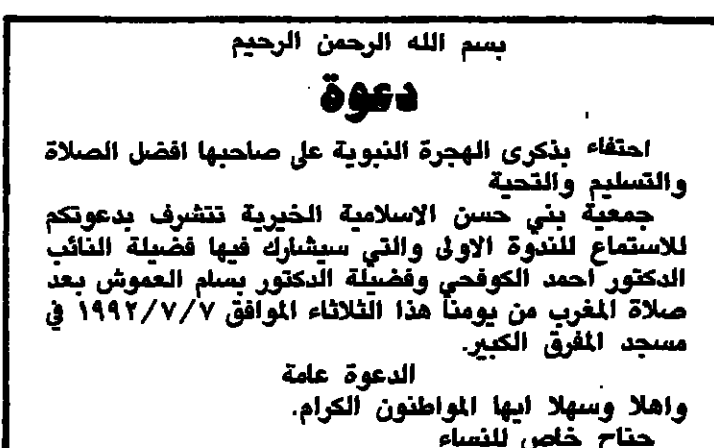 بسم الله الرحمن الرحيم
دعوة
احتفاء بذكرى الهجرة النبوية على صاحبها افضل الصلاة
والتسليم والتحية
جمعية بني حسن الاسلامية الخيرية تتشرف بدعوتكم
للاستماع للندوة الاولى والتي سيشارك فيها فضيلة النائب
الدكتور احمد الكوفحي وفضيلة الدكتور بسام العموش بعد
صلاة المغرب من يومنا هذا الثلاثاء الموافق ١٩٩٢/٧/٧ في
مسجد المفرق الكبير.
الدعوة عامة
واهلا وسهلا ايها المواطنون الكرام.
جناح خاص للنساء